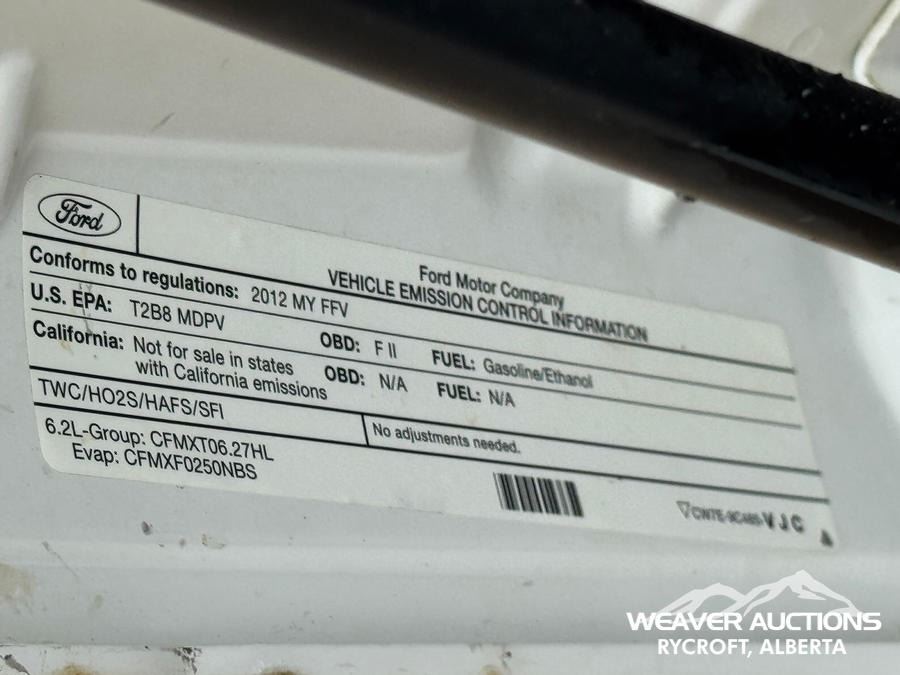 Ford
Ford Motor Company
VEHICLE EMISSION CONTROL INFORMATION
Conforms to regulations: 2012 MY FFV
U.S. EPA: T2B8 MDPV OBD: F II FUEL: Gasoline/Ethanol
California: Not for sale in states
with California emissions OBD: N/A FUEL: N/A
TWC/HO2S/HAFS/SFI
No adjustments needed.
6.2L-Group: CFMXT06.27HL
Evap: CFMXF0250NBS
CW7E-9C485-VJC
WEAVER AUCTIONS
RYCROFT, ALBERTA